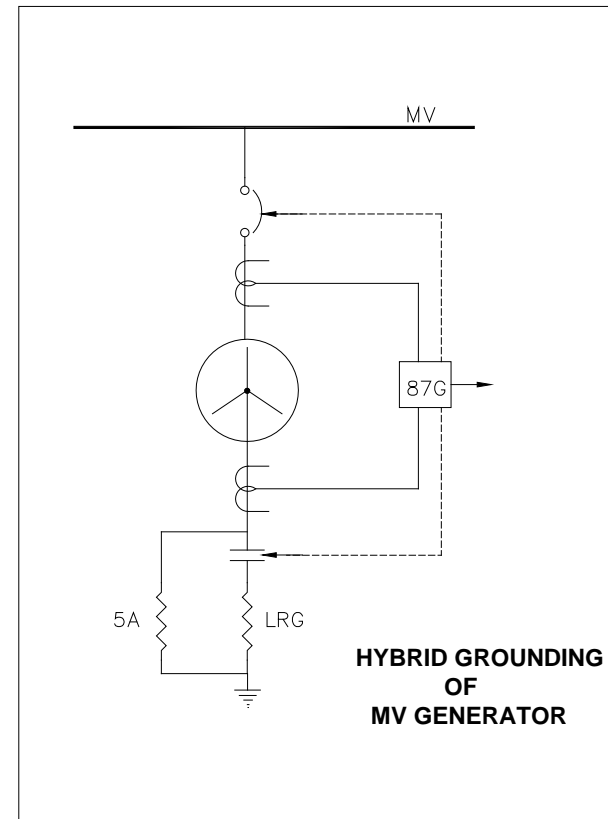 MV
87G
5A
LRG
HYBRID GROUNDING
OF
MV GENERATOR